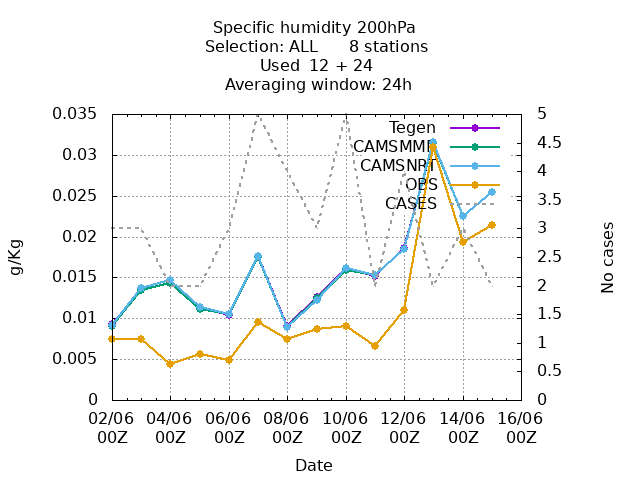 Specific humidity 200hPa
Selection: ALL 8 stations
Used 12 + 24
Averaging window: 24h
0.035
0.03
0.025
0.02
0.015
0.01
0.005
0
g/Kg
5
4.5
4
3.5
3
2.5
2
1.5
1
0.5
0
No cases
Tegen
CAMSMMR
CAMSNRT
OBS
CASES
02/06 04/06 06/06 08/06 10/06 12/06 14/06 16/06
00Z 00Z 00Z 00Z 00Z 00Z 00Z 00Z
Date